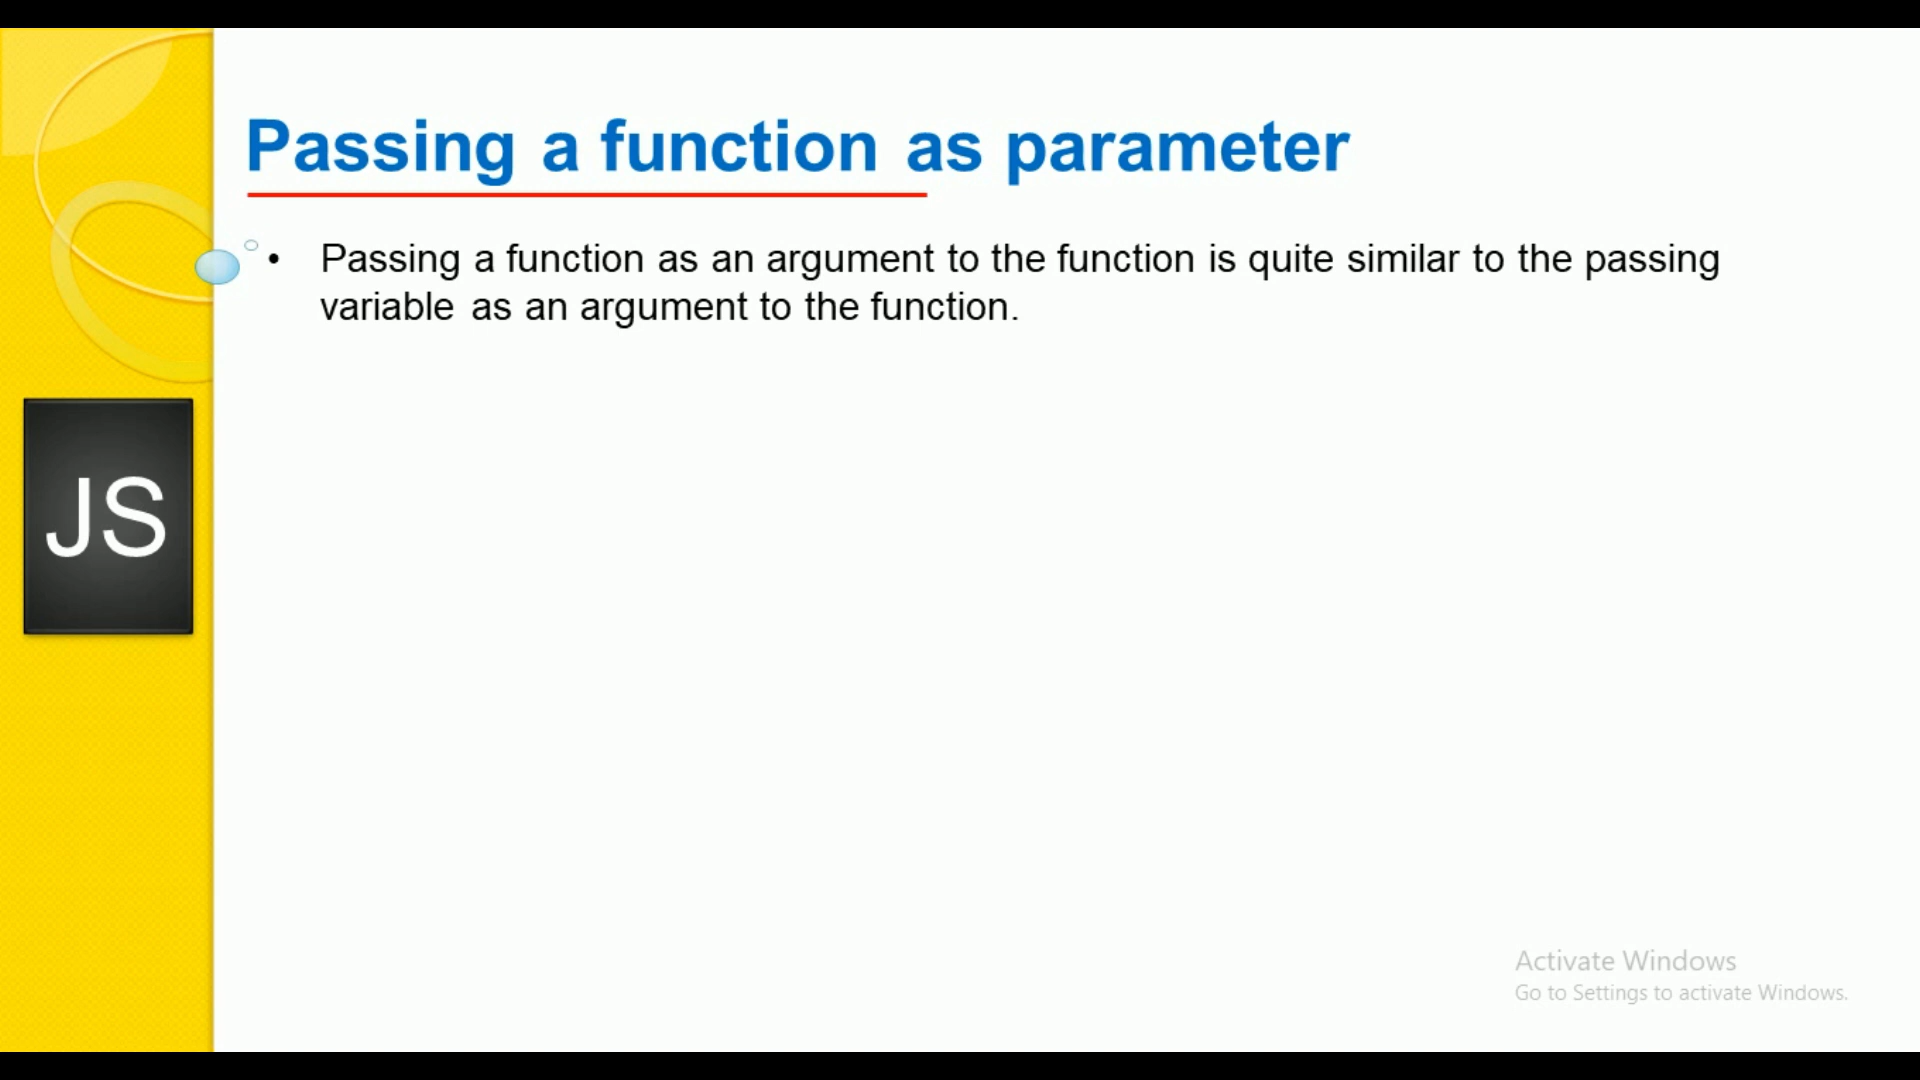 Passing a function as parameter
• Passing a function as an argument to the function is quite similar to the passing
variable as an argument to the function.
JS
Activate Windows
Go to Settings to activate Windows.